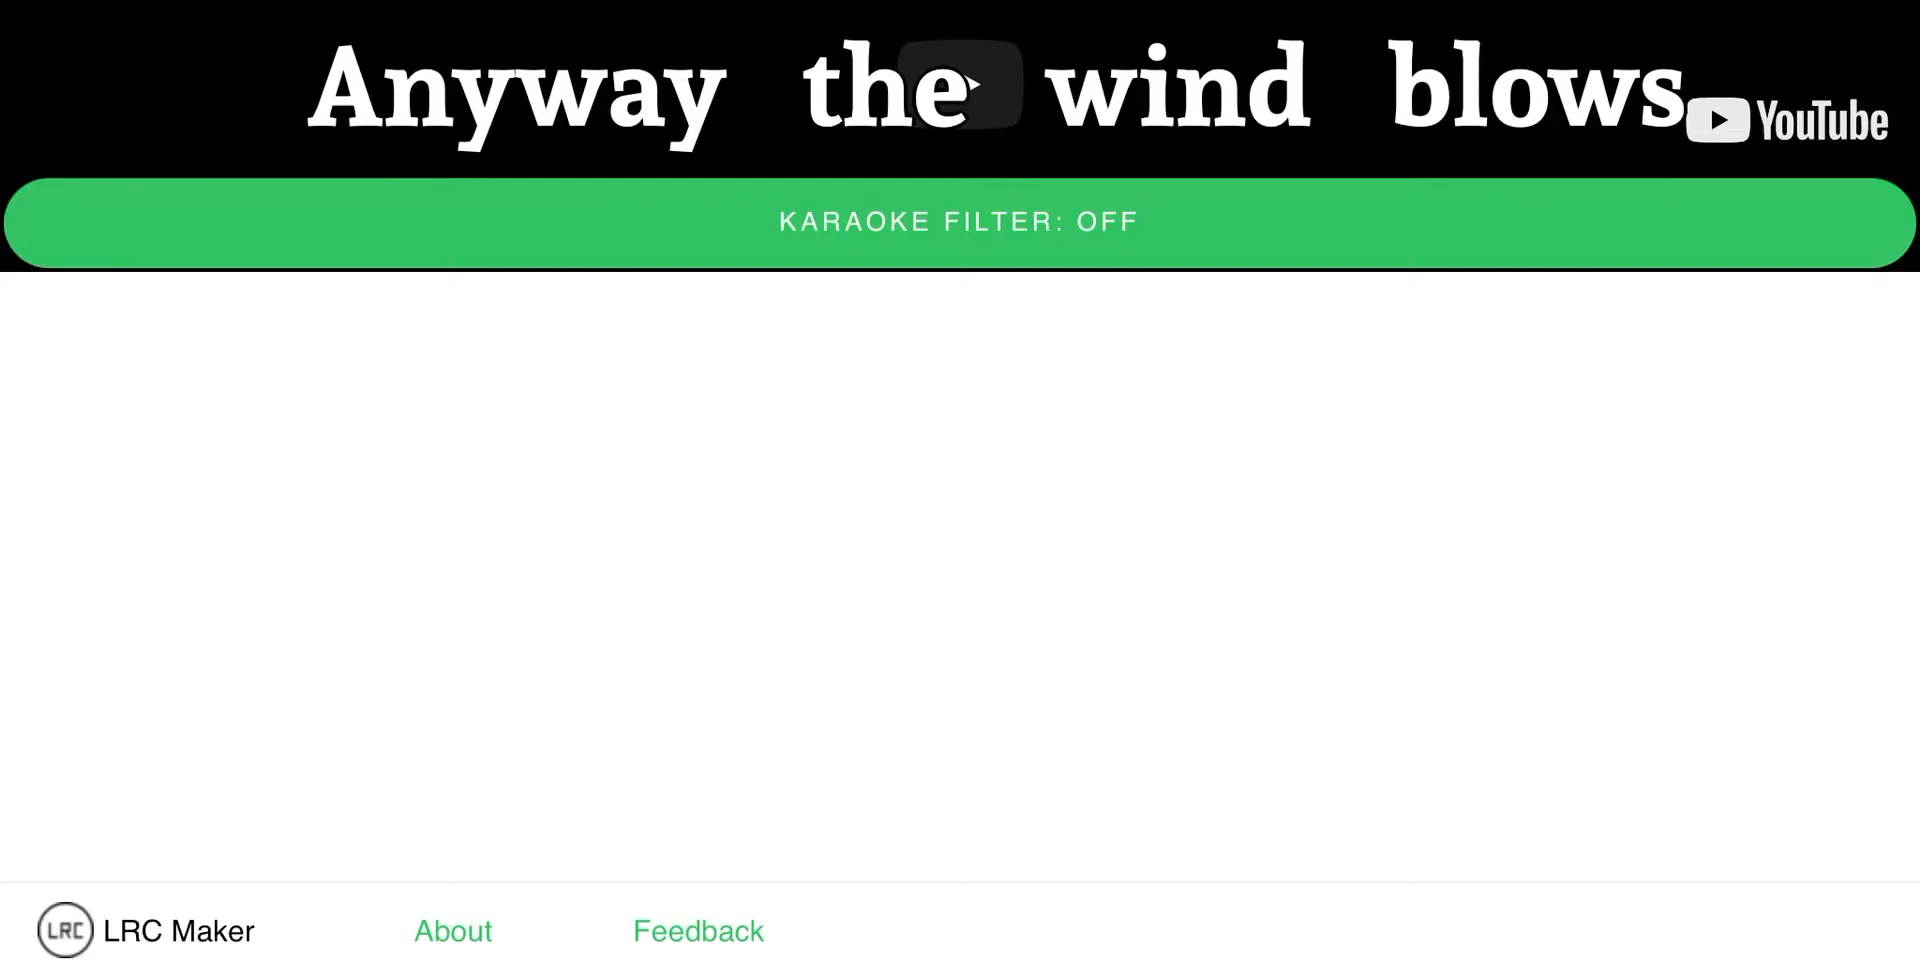 Anyway the wind blows
YouTube
KARAOKE FILTER: OFF
LRC LRC Maker About Feedback